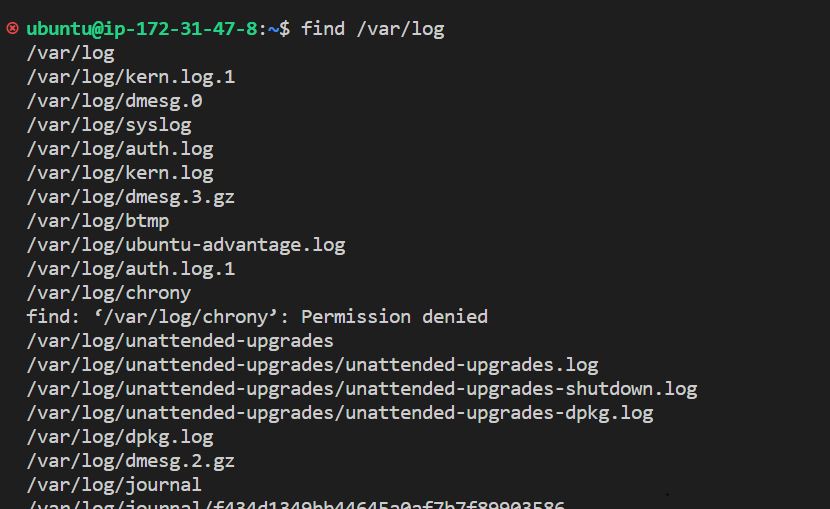 ubuntu@ip-172-31-47-8:~$ find /var/log
/var/log
/var/log/kern.log.1
/var/log/dmesg.0
/var/log/syslog
/var/log/auth.log
/var/log/kern.log
/var/log/dmesg.3.gz
/var/log/btmp
/var/log/ubuntu-advantage.log
/var/log/auth.log.1
/var/log/chrony
find: ‘/var/log/chrony’: Permission denied
/var/log/unattended-upgrades
/var/log/unattended-upgrades/unattended-upgrades.log
/var/log/unattended-upgrades/unattended-upgrades-shutdown.log
/var/log/unattended-upgrades/unattended-upgrades-dpkg.log
/var/log/dpkg.log
/var/log/dmesg.2.gz
/var/log/journal